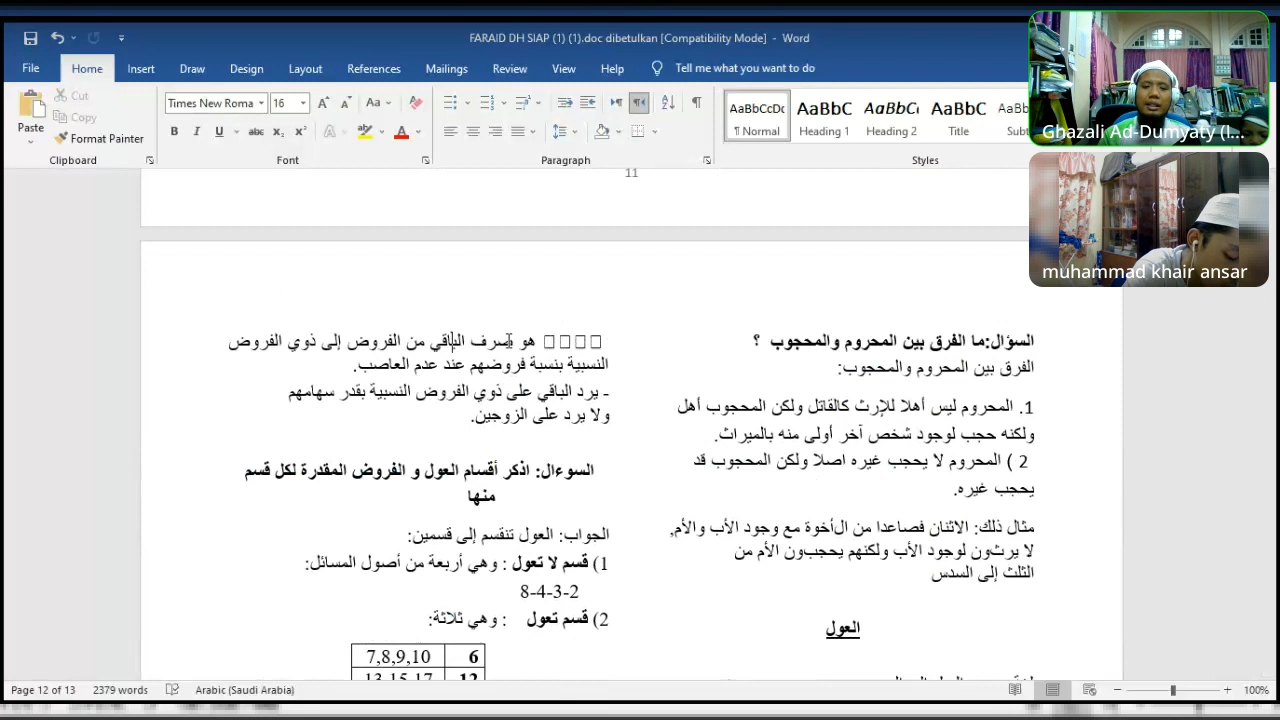 FARAID DH SIAP (1) (1).doc dibetulkan [Compatibility Mode] - Word
File Home Insert Draw Design Layout References Mailings Review View Help Tell me what you want to do
Cut
Copy
Format Painter
Paste
Times New Roma 16
AaBbCcDc AaBbC AaBbCc AaBbC AaBb
¶ Normal Heading 1 Heading 2 Title Subt
Clipboard Font Paragraph Styles
Ghazali Ad-Dumyaty (I...
muhammad khair ansar
11
السؤال:ما الفرق بين المحروم والمحجوب ؟
الفرق بين المحروم والمحجوب:
1. المحروم ليس أهلا للإرث كالقاتل ولكن المحجوب أهل
ولكنه حجب لوجود شخص آخر أولى منه بالميراث.
2 ) المحروم لا يحجب غيره اصلا ولكن المحجوب قد
يحجب غيره.
مثال ذلك: الاثنان فصاعدا من الأخوة مع وجود الأب والأم,
لا يرثون لوجود الأب ولكنهم يحجبون الأم من
الثلث إلى السدس
العول
هو يصرف الباقي من الفروض إلى ذوي الفروض
النسبية بنسبة فروضهم عند عدم العاصب.
- يرد الباقي على ذوي الفروض النسبية بقدر سهامهم
ولا يرد على الزوجين.
السوءال: اذكر أقسام العول و الفروض المقدرة لكل قسم
منها
الجواب: العول تنقسم إلى قسمين:
1) قسم لا تعول : وهي أربعة من أصول المسائل:
8-4-3-2
2) قسم تعول : وهي ثلاثة:
7,8,9,10 6
13,15,17 12
Page 12 of 13 2379 words Arabic (Saudi Arabia) 100%